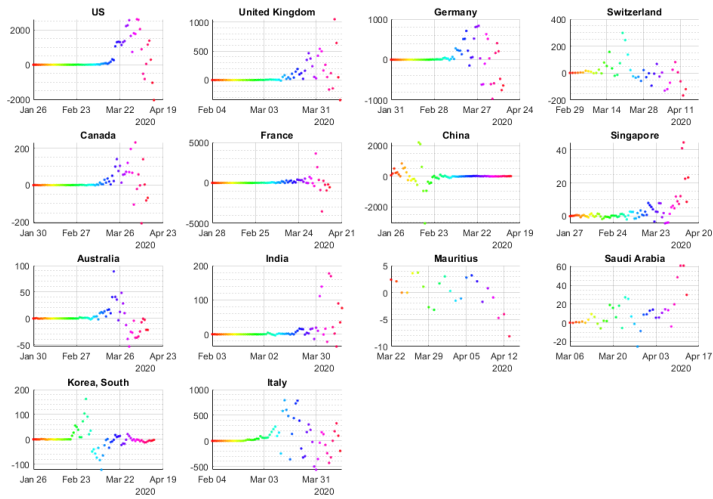 US
United Kingdom
Germany
Switzerland
2000
0
-2000
Jan 26 Feb 23 Mar 22 Apr 19
2020
1000
500
0
Feb 04 Mar 03 Mar 31
2020
1000
0
-1000
Jan 31 Feb 28 Mar 27 Apr 24
2020
400
200
0
-200
Feb 29 Mar 14 Mar 28 Apr 11
2020
Canada
France
China
Singapore
200
0
-200
Jan 30 Feb 27 Mar 26 Apr 23
2020
5000
0
-5000
Jan 28 Feb 25 Mar 24 Apr 21
2020
2000
0
-2000
Jan 26 Feb 23 Mar 22 Apr 19
2020
40
20
0
Jan 27 Feb 24 Mar 23 Apr 20
2020
Australia
India
Mauritius
Saudi Arabia
100
50
0
-50
Jan 30 Feb 27 Mar 26 Apr 23
2020
200
100
0
Feb 03 Mar 02 Mar 30
2020
5
0
-5
-10
Mar 22 Mar 29 Apr 05 Apr 12
2020
60
40
20
0
-20
Mar 06 Mar 20 Apr 03 Apr 17
2020
Korea, South
Italy
200
100
0
-100
Jan 26 Feb 23 Mar 22 Apr 19
2020
1000
500
0
-500
Feb 04 Mar 03 Mar 31
2020